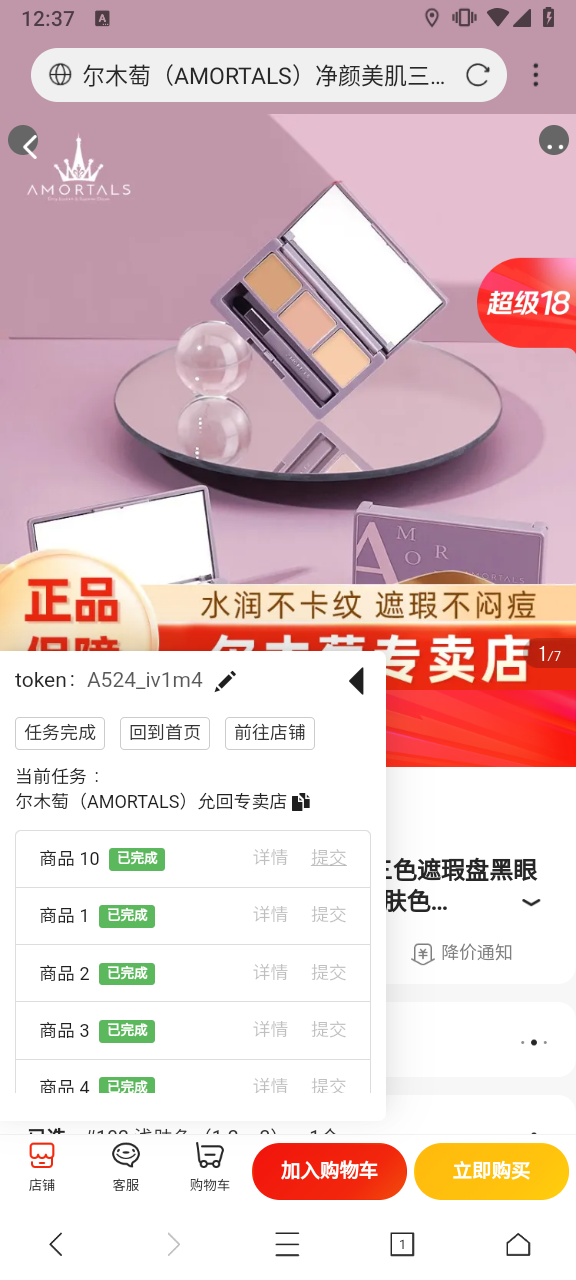 12:37
尔木萄（AMORTALS）净颜美肌三...
AMORTALS
超级18
AMOR
AMORTALS
正品
保障
水润不卡纹 遮瑕不闷痘
专卖店
1/7
token： A524_iv1m4
任务完成 回到首页 前往店铺
当前任务：
尔木萄（AMORTALS）允回专卖店
三色遮瑕盘黑眼
肤色...
降价通知
商品 10 已完成 详情 提交
商品 1 已完成 详情 提交
商品 2 已完成 详情 提交
商品 3 已完成 详情 提交
商品 4 已完成 详情 提交
店铺 客服 购物车 加入购物车 立即购买
1